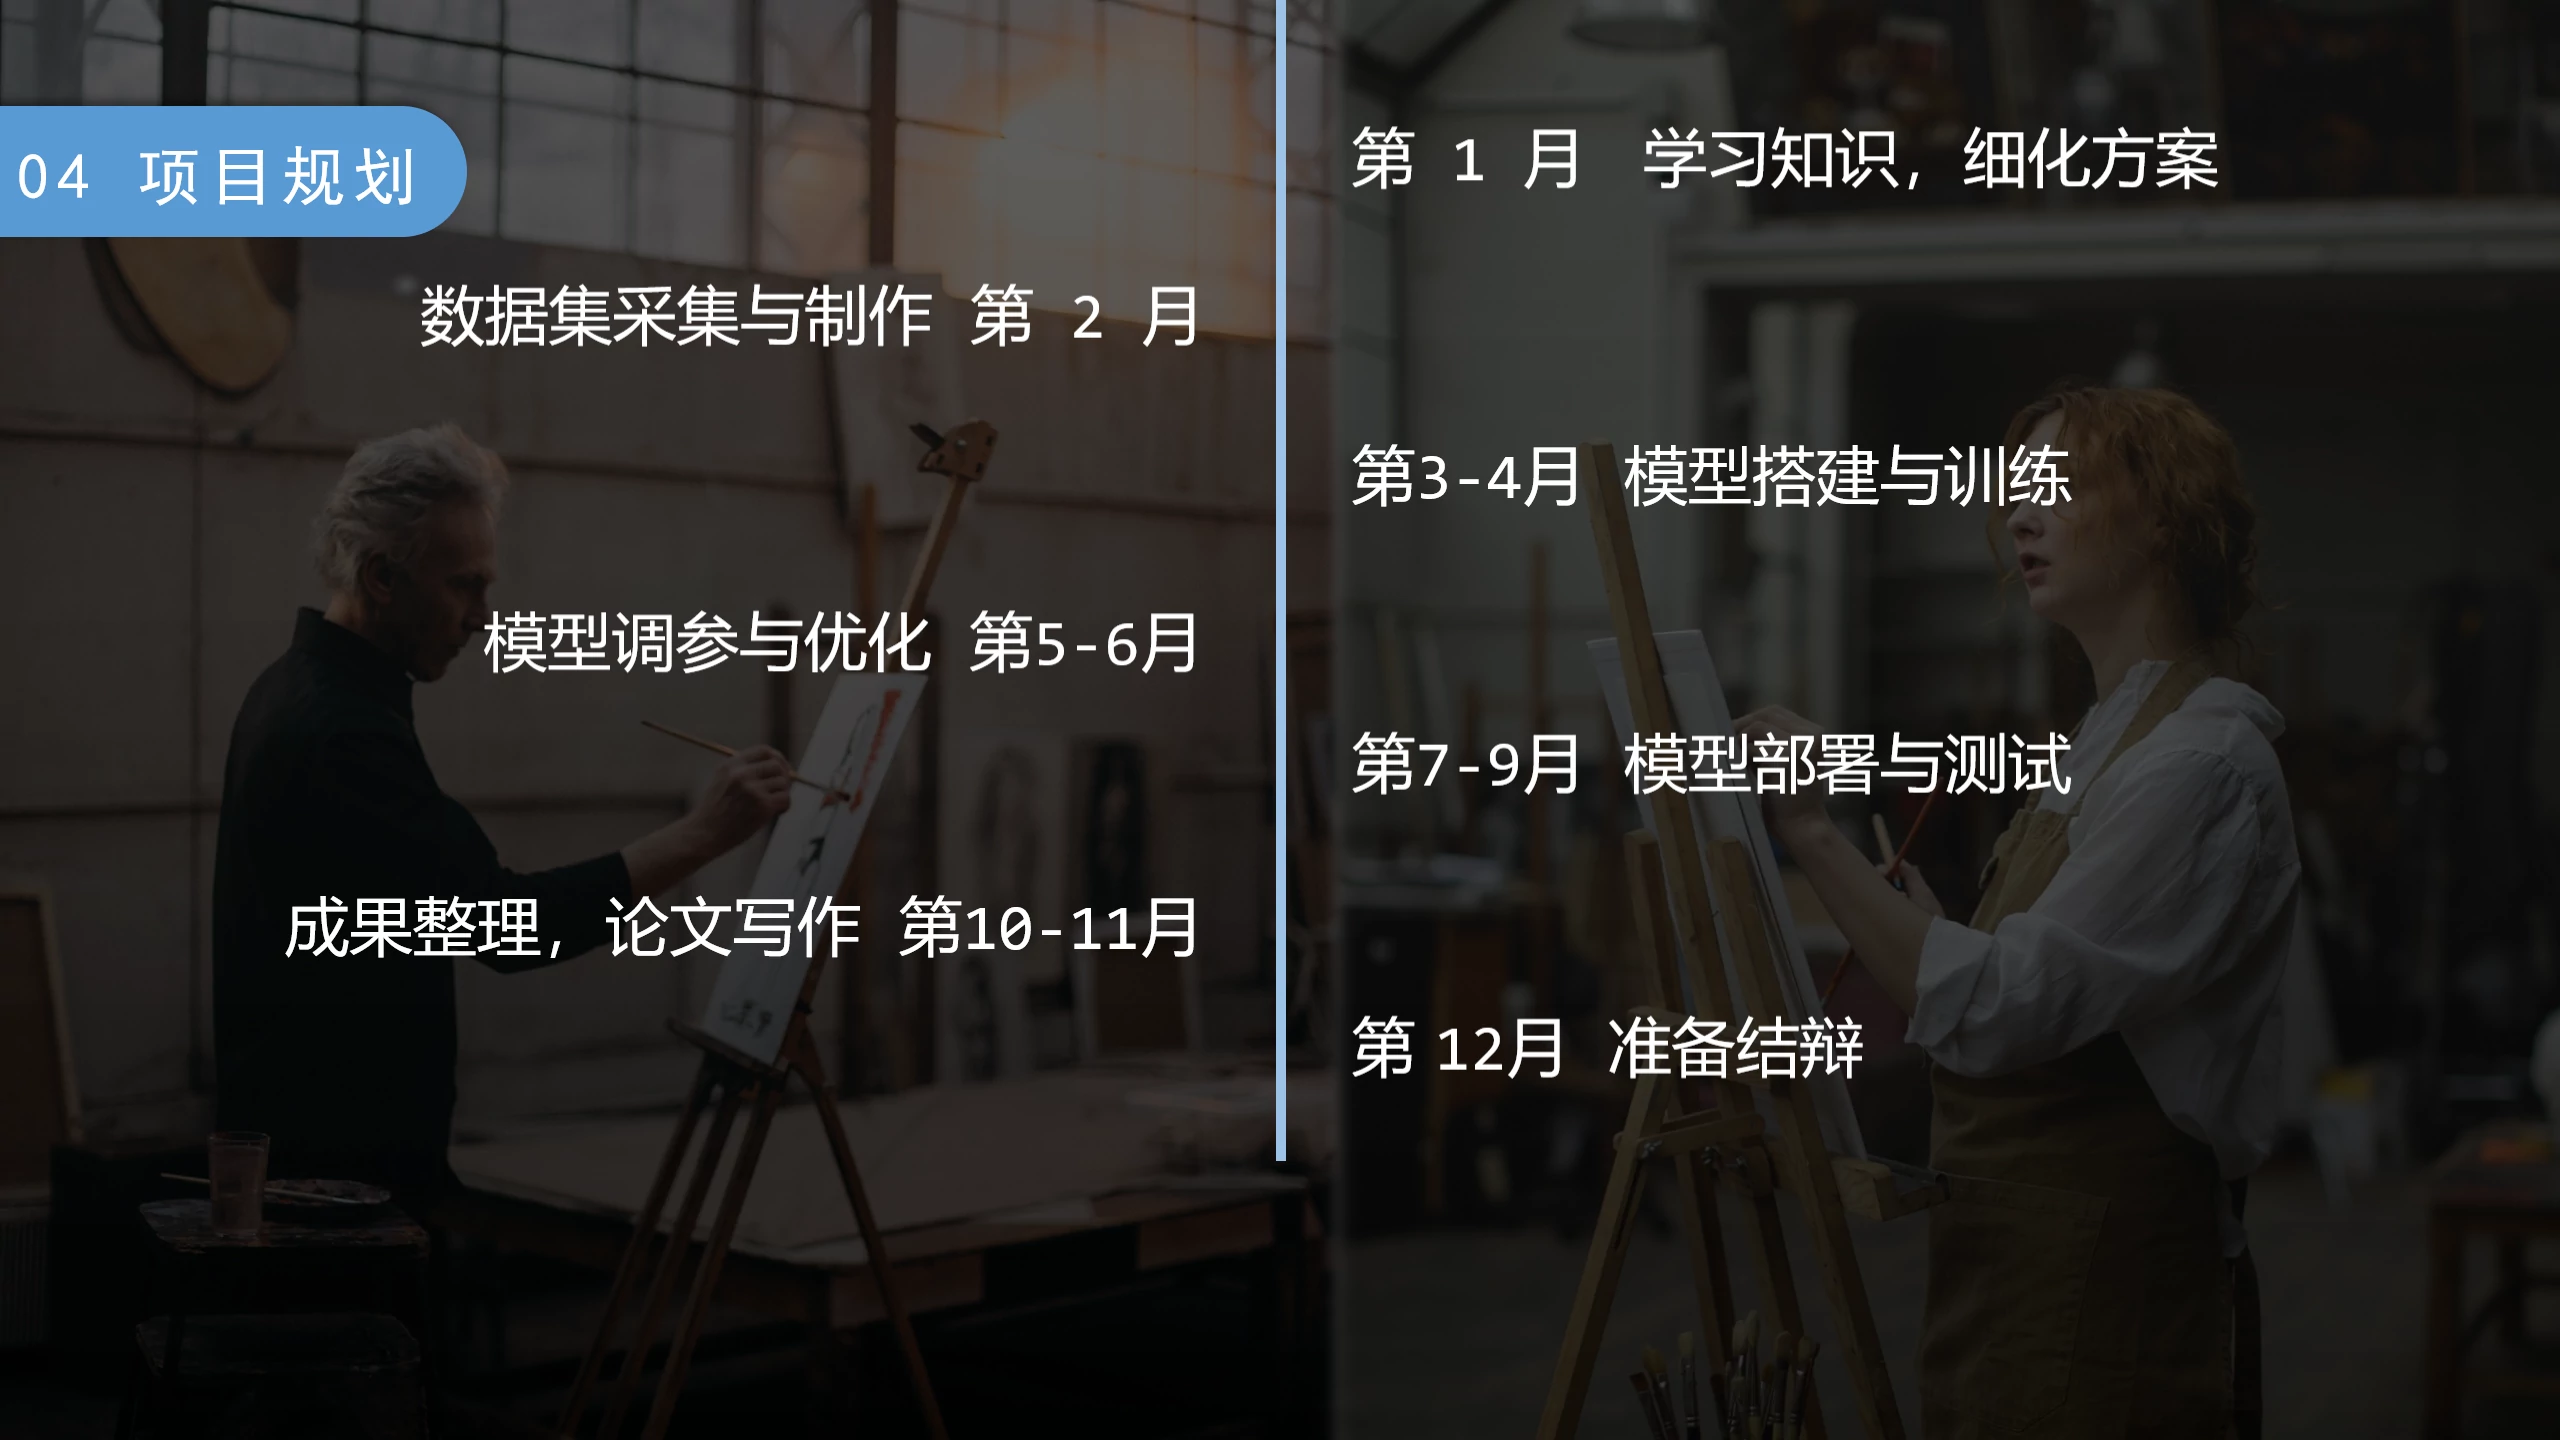 04 项目规划
第 1 月 学习知识，细化方案
数据集采集与制作 第 2 月
第3-4月 模型搭建与训练
模型调参与优化 第5-6月
第7-9月 模型部署与测试
成果整理，论文写作 第10-11月
第 12月 准备结辩